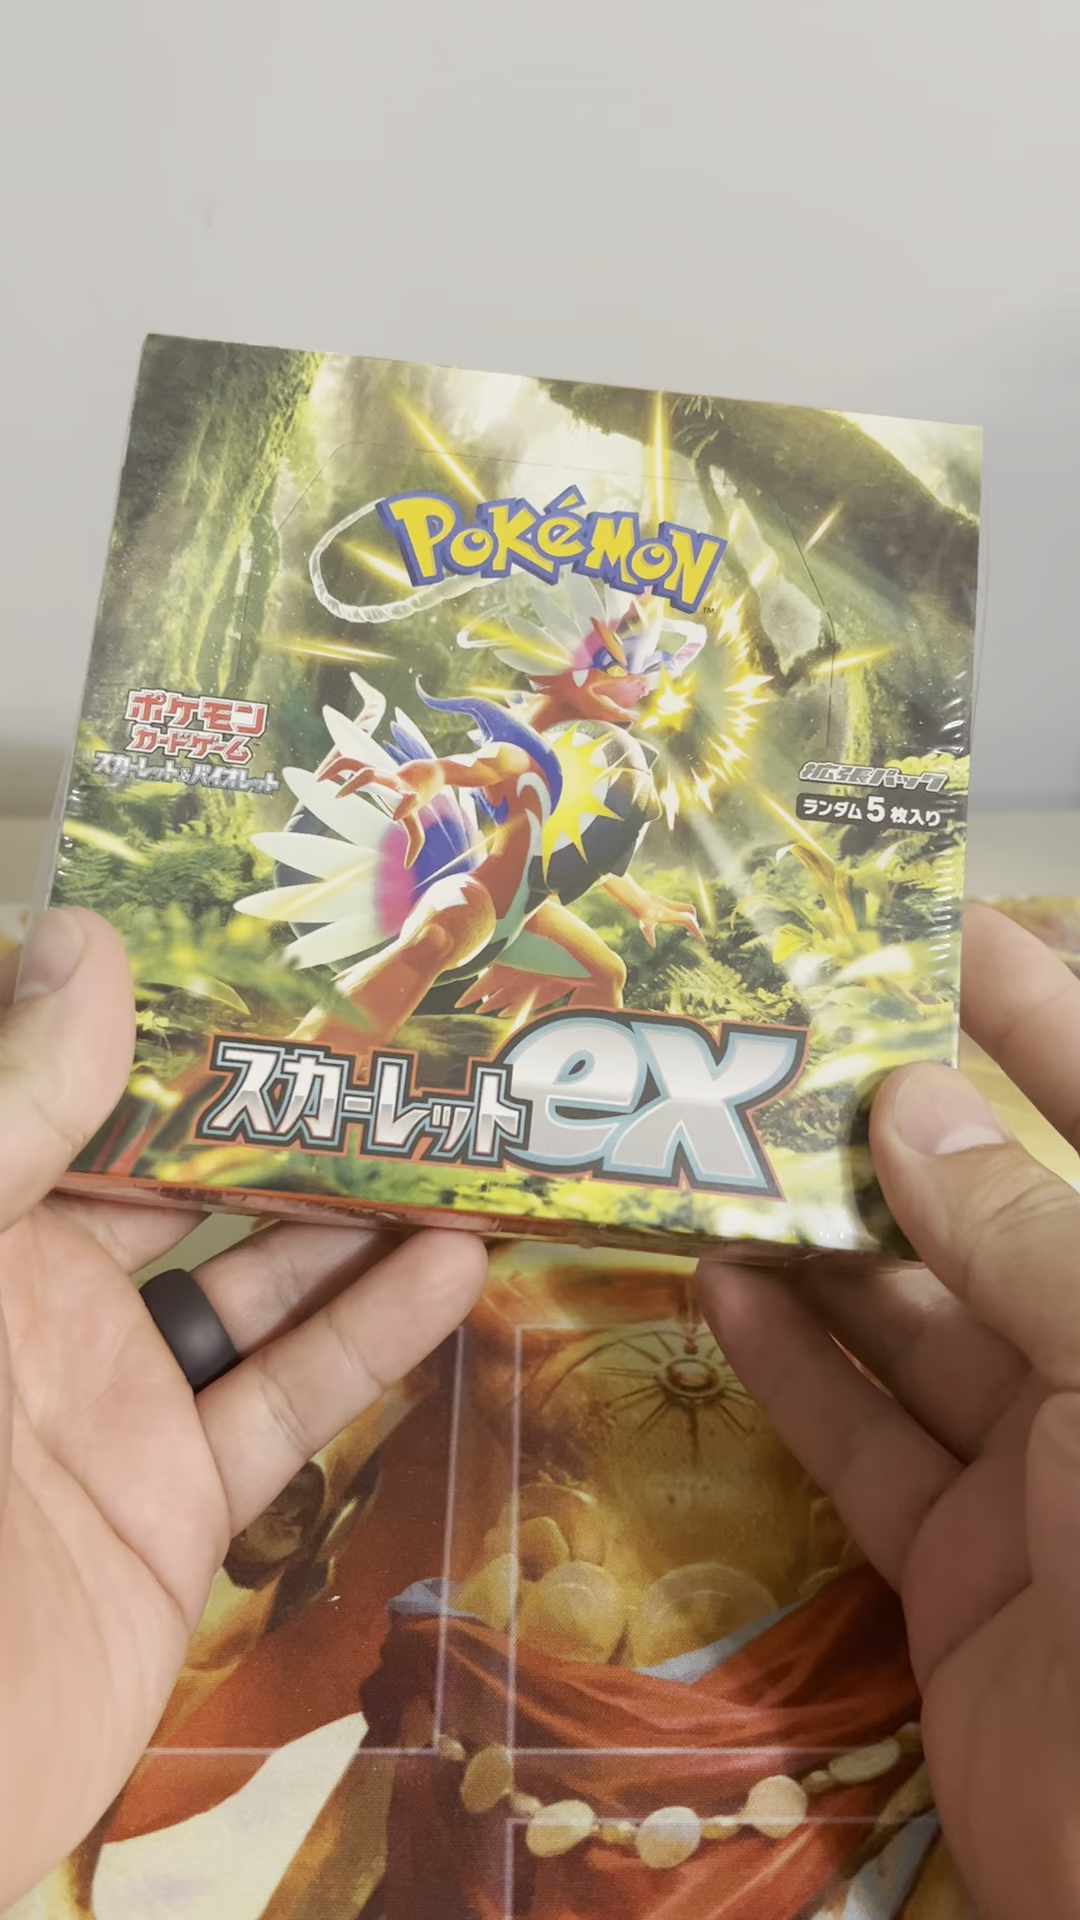 POKéMON
TM
ポケモン
カードゲーム
スカーレット&バイオレット
拡張パック
ランダム5枚入り
スカーレットex